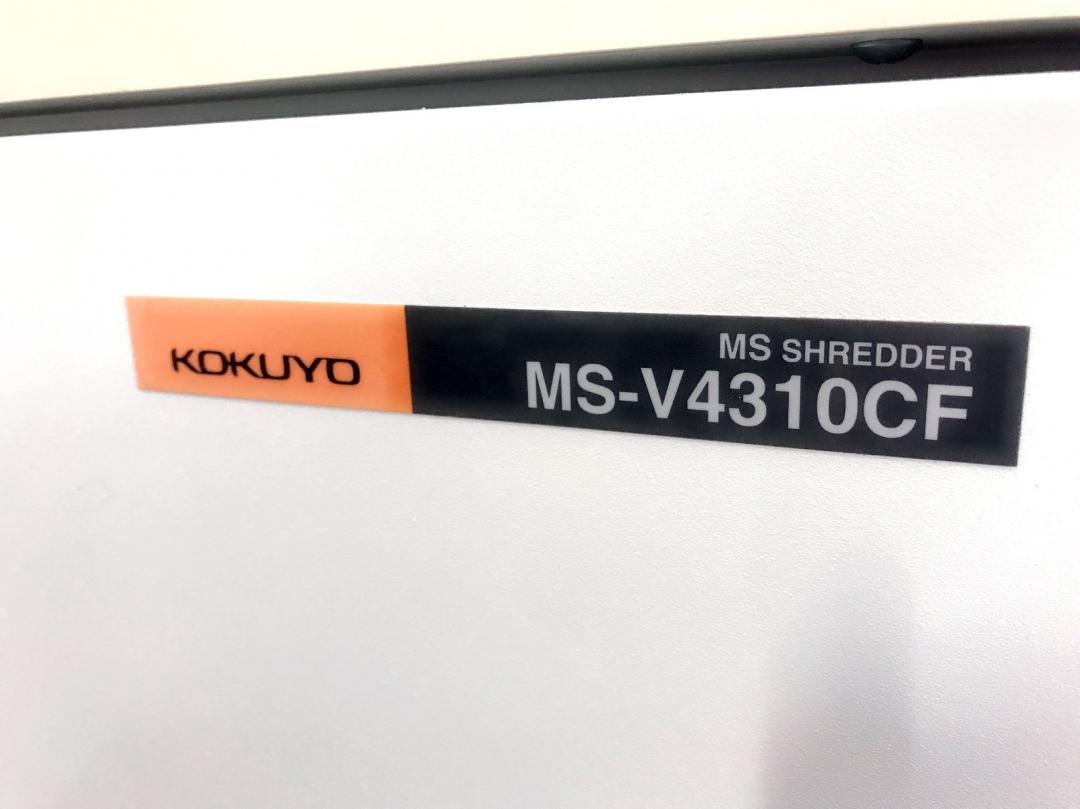 KOKUYO
MS SHREDDER
MS-V4310CF